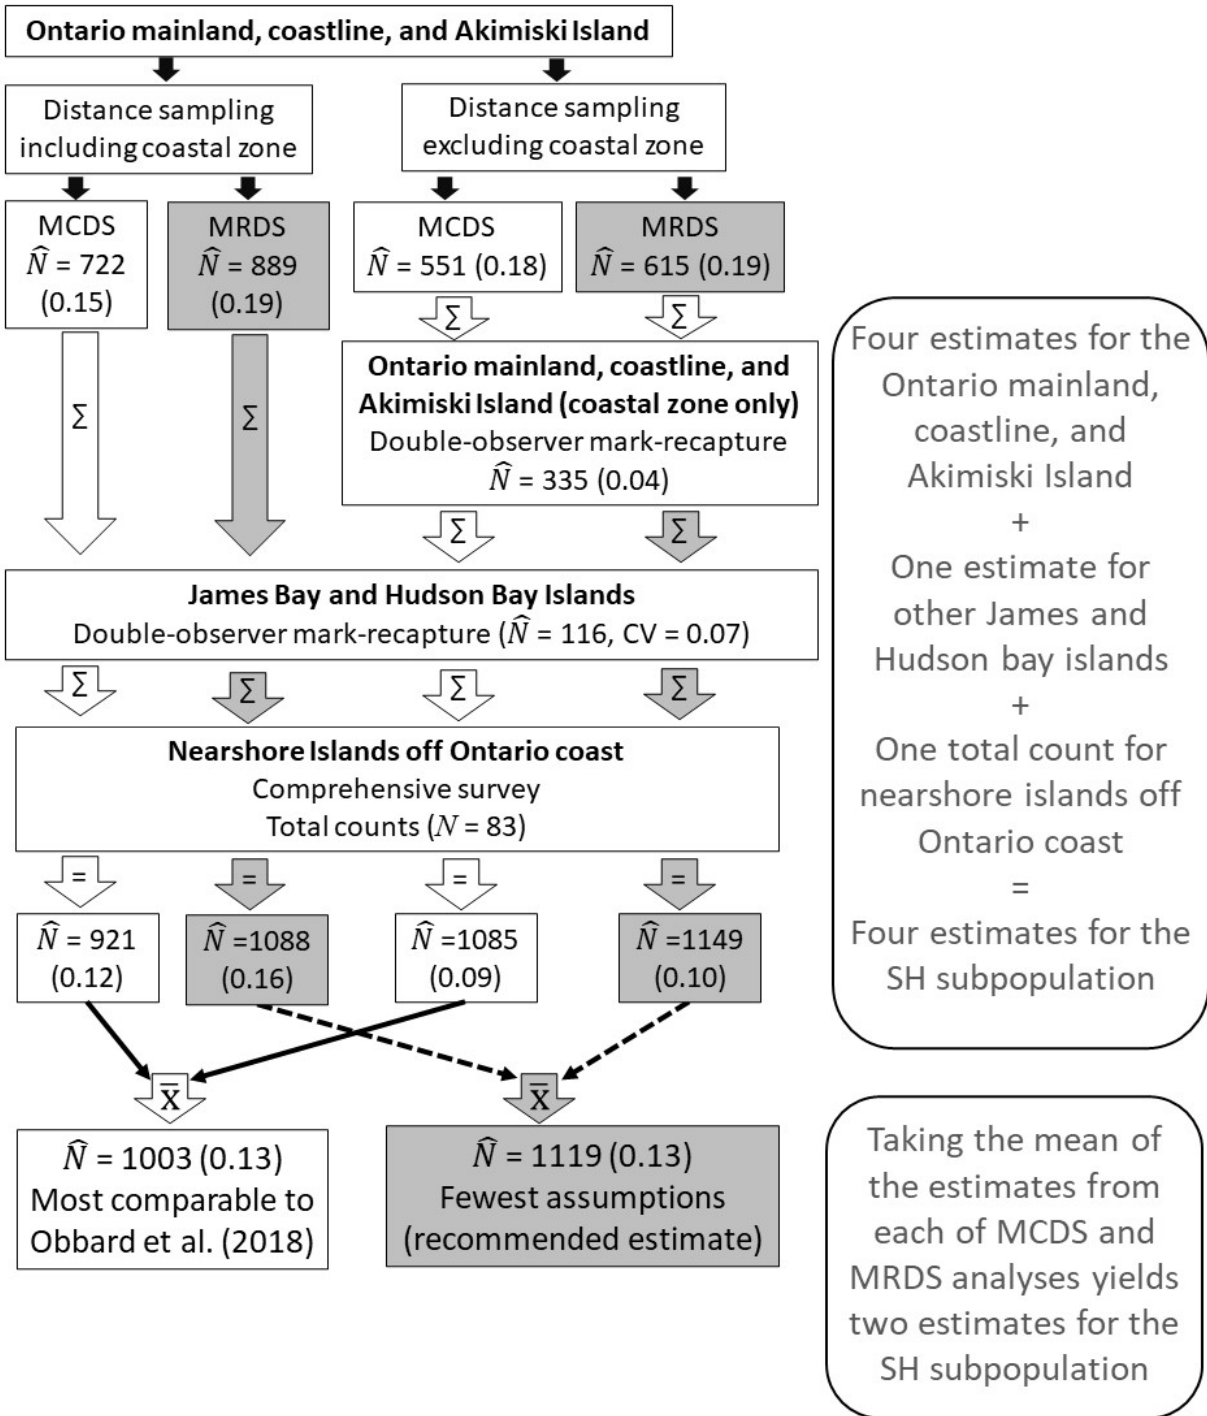 Ontario mainland, coastline, and Akimiski Island
Distance sampling
including coastal zone
Distance sampling
excluding coastal zone
MCDS
N̂ = 722
(0.15)
MRDS
N̂ = 889
(0.19)
MCDS
N̂ = 551 (0.18)
MRDS
N̂ = 615 (0.19)
Σ
Σ
Σ
Σ
Ontario mainland, coastline, and
Akimiski Island (coastal zone only)
Double-observer mark-recapture
N̂ = 335 (0.04)
Σ
Σ
James Bay and Hudson Bay Islands
Double-observer mark-recapture (N̂ = 116, CV = 0.07)
Σ
Σ
Σ
Σ
Nearshore Islands off Ontario coast
Comprehensive survey
Total counts (N = 83)
=
=
=
=
N̂ = 921
(0.12)
N̂ =1088
(0.16)
N̂ =1085
(0.09)
N̂ =1149
(0.10)
x̅
x̅
N̂ = 1003 (0.13)
Most comparable to
Obbard et al. (2018)
N̂ = 1119 (0.13)
Fewest assumptions
(recommended estimate)
Four estimates for the
Ontario mainland,
coastline, and
Akimiski Island
+
One estimate for
other James and
Hudson bay islands
+
One total count for
nearshore islands off
Ontario coast
=
Four estimates for the
SH subpopulation
Taking the mean of
the estimates from
each of MCDS and
MRDS analyses yields
two estimates for the
SH subpopulation